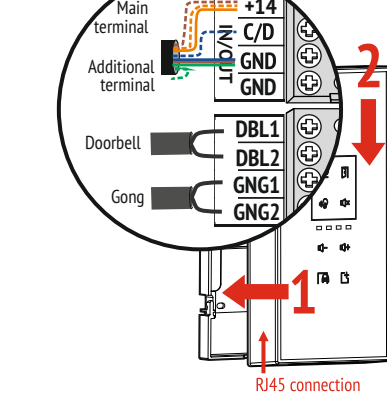 Main
terminal
+14
C/D
GND
GND
IN/OUT
Additional
terminal
2
Doorbell
DBL1
DBL2
Gong
GNG1
GNG2
1
RJ45 connection